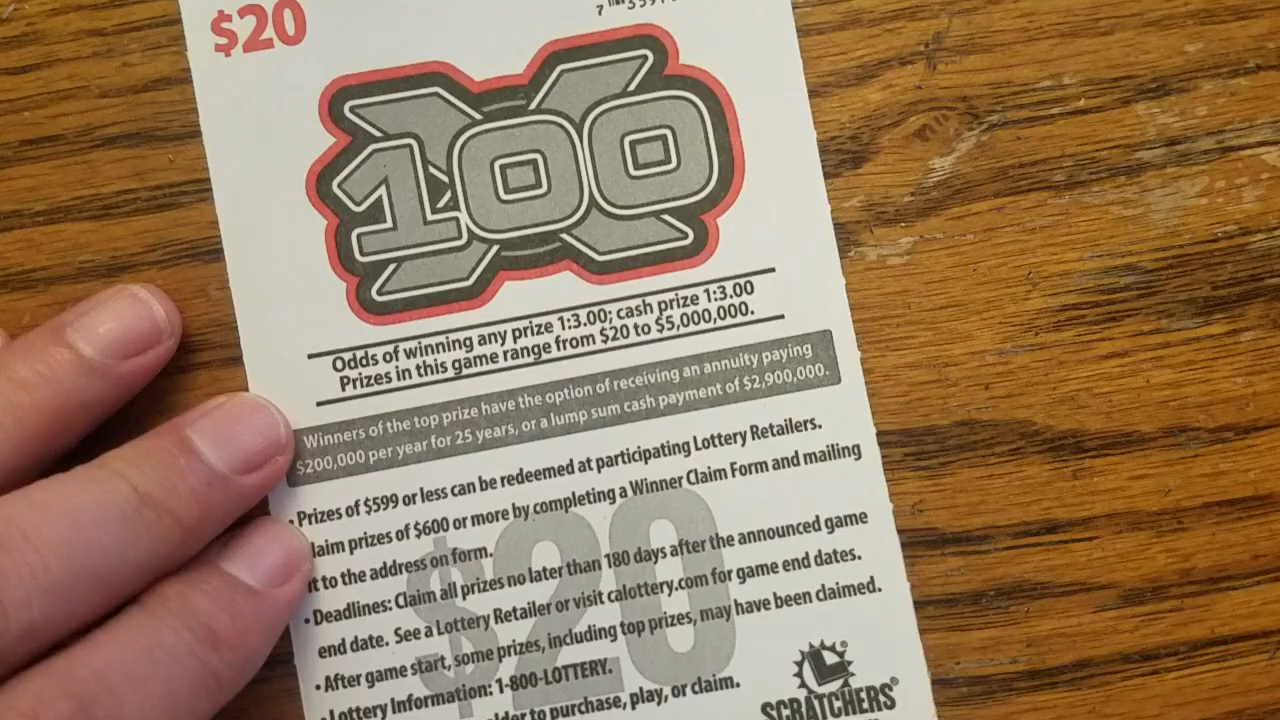 $20
X
100
Odds of winning any prize 1:3.00; cash prize 1:3.00
Prizes in this game range from $20 to $5,000,000.
Winners of the top prize have the option of receiving an annuity paying
$200,000 per year for 25 years, or a lump sum cash payment of $2,900,000.
$20
• Prizes of $599 or less can be redeemed at participating Lottery Retailers.
laim prizes of $600 or more by completing a Winner Claim Form and mailing
it to the address on form.
• Deadlines: Claim all prizes no later than 180 days after the announced game
end date. See a Lottery Retailer or visit calottery.com for game end dates.
• After game start, some prizes, including top prizes, may have been claimed.
Lottery Information: 1-800-LOTTERY.
to purchase, play, or claim.
SCRATCHERS®